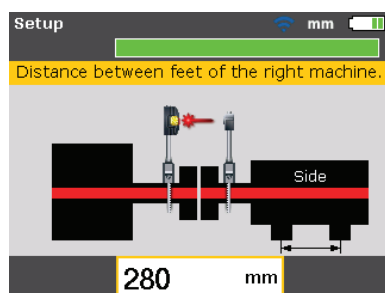 Setup mm
Distance between feet of the right machine.
Side
280 mm